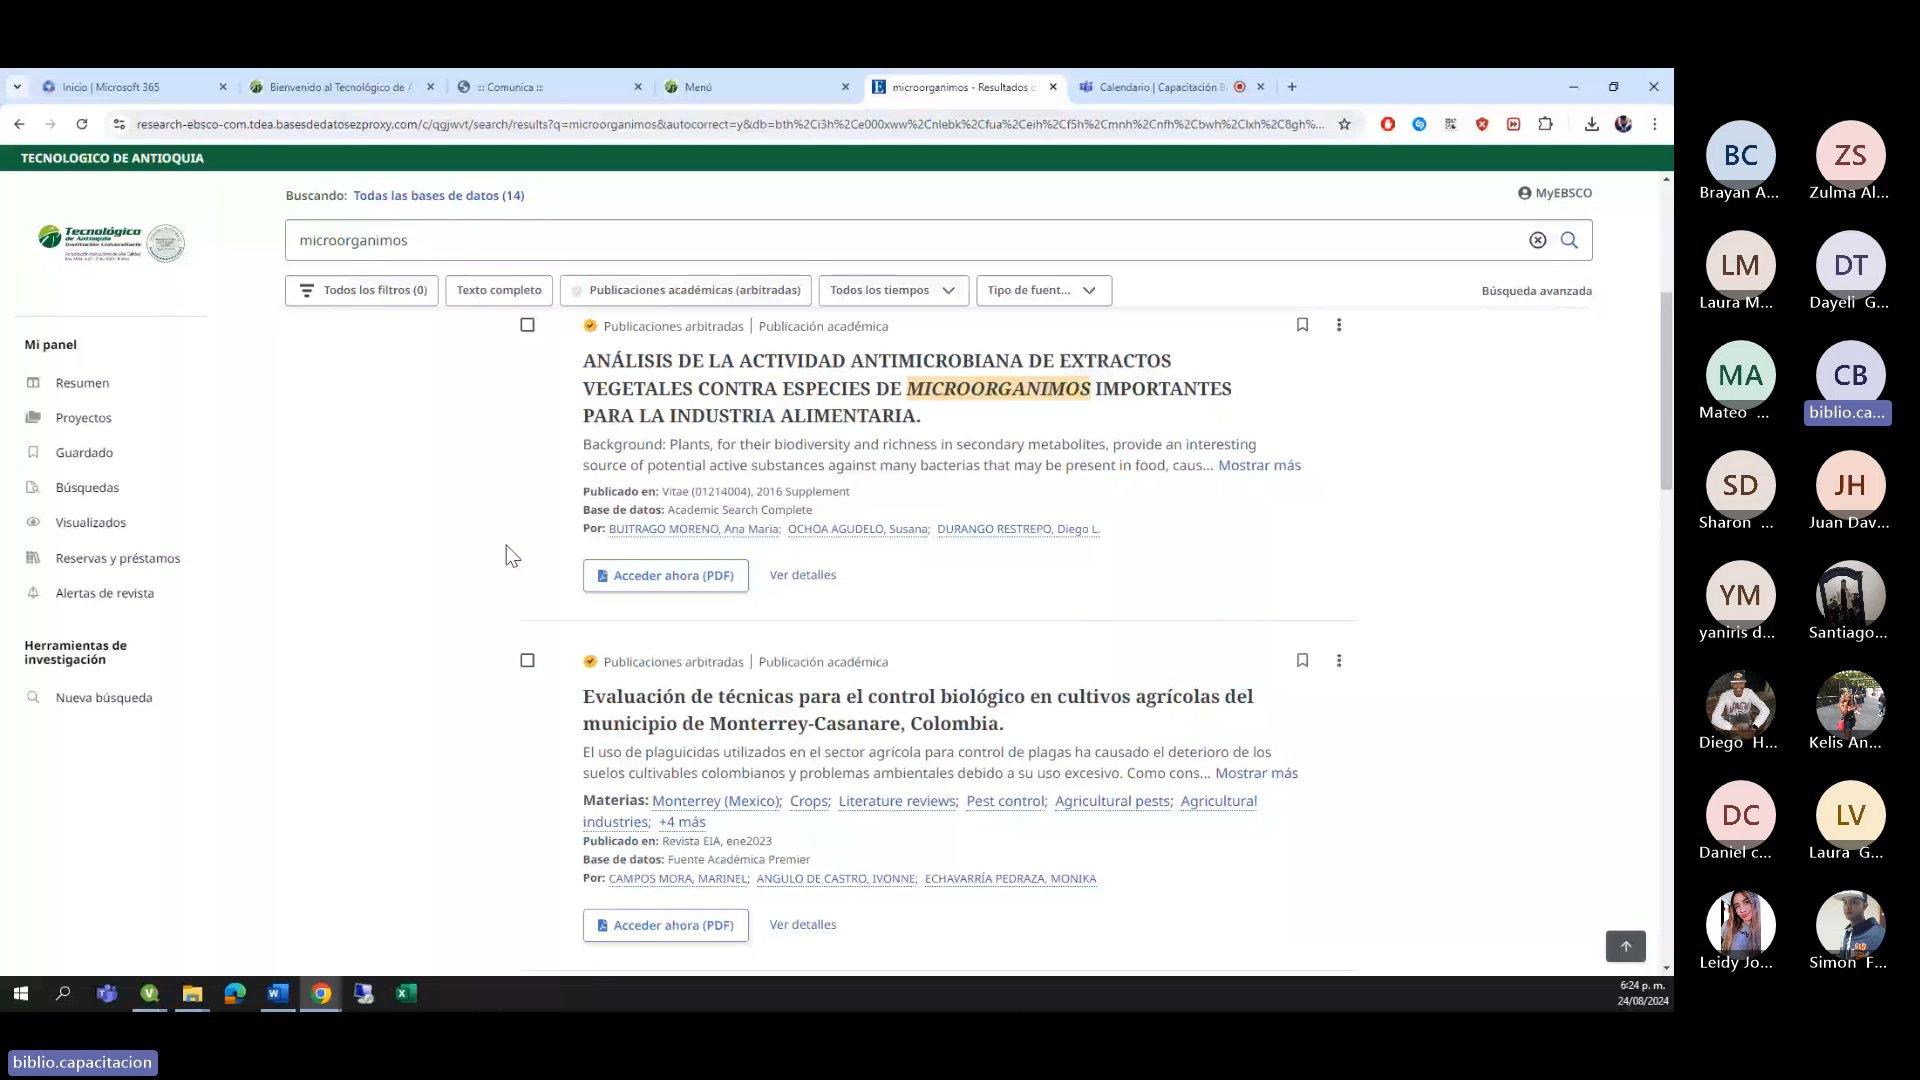 Inicio | Microsoft 365
Bienvenido al Tecnológico de A
::: Comunica :::
Menú
microorganimos - Resultados c
Calendario | Capacitación B
research-ebsco-com.tdea.basesdedatosezproxy.com/c/qgjwvt/search/results?q=microorganimos&autocorrect=y&db=bth%2Ci3h%2Ce000xww%2Cnlebk%2Cfua%2Ceih%2Cf5h%2Cmnh%2Cnfh%2Cbwh%2Clxh%2C8gh%...
TECNOLOGICO DE ANTIOQUIA
Tecnológico
de Antioquia
Institución Universitaria
Mi panel
Resumen
Proyectos
Guardado
Búsquedas
Visualizados
Reservas y préstamos
Alertas de revista
Herramientas de
investigación
Nueva búsqueda
Buscando: Todas las bases de datos (14)
MyEBSCO
microorganimos
Todos los filtros (0)
Texto completo
Publicaciones académicas (arbitradas)
Todos los tiempos
Tipo de fuent...
Búsqueda avanzada
Publicaciones arbitradas | Publicación académica
ANÁLISIS DE LA ACTIVIDAD ANTIMICROBIANA DE EXTRACTOS
VEGETALES CONTRA ESPECIES DE MICROORGANIMOS IMPORTANTES
PARA LA INDUSTRIA ALIMENTARIA.
Background: Plants, for their biodiversity and richness in secondary metabolites, provide an interesting
source of potential active substances against many bacterias that may be present in food, caus... Mostrar más
Publicado en: Vitae (01214004), 2016 Supplement
Base de datos: Academic Search Complete
Por: BUITRAGO MORENO, Ana Maria; OCHOA AGUDELO, Susana; DURANGO RESTREPO, Diego L.
Acceder ahora (PDF)
Ver detalles
Publicaciones arbitradas | Publicación académica
Evaluación de técnicas para el control biológico en cultivos agrícolas del
municipio de Monterrey-Casanare, Colombia.
El uso de plaguicidas utilizados en el sector agrícola para control de plagas ha causado el deterioro de los
suelos cultivables colombianos y problemas ambientales debido a su uso excesivo. Como cons... Mostrar más
Materias: Monterrey (Mexico); Crops; Literature reviews; Pest control; Agricultural pests; Agricultural
industries; +4 más
Publicado en: Revista EIA, ene2023
Base de datos: Fuente Académica Premier
Por: CAMPOS MORA, MARINEL; ANGULO DE CASTRO, IVONNE; ECHAVARRÍA PEDRAZA, MONIKA
Acceder ahora (PDF)
Ver detalles
6:24 p. m.
24/08/2024
BC
Brayan A...
ZS
Zulma Al...
LM
Laura M...
DT
Dayeli G...
MA
Mateo ...
CB
biblio.ca...
SD
Sharon ...
JH
Juan Dav...
YM
yaniris d...
Santiago...
Diego H...
Kelis An...
DC
Daniel c...
LV
Laura G...
Leidy Jo...
Simon F...
biblio.capacitacion